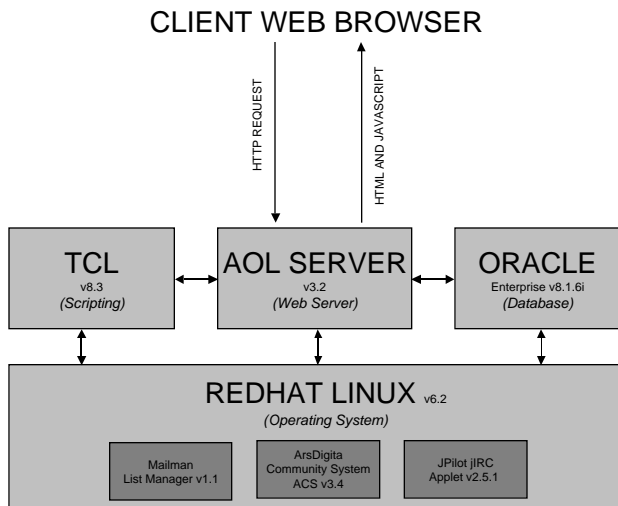 CLIENT WEB BROWSER
HTTP REQUEST
HTML AND JAVASCRIPT
TCL
v8.3
(Scripting)
AOL SERVER
v3.2
(Web Server)
ORACLE
Enterprise v8.1.6i
(Database)
REDHAT LINUX v6.2
(Operating System)
Mailman
List Manager v1.1
ArsDigita
Community System
ACS v3.4
JPilot jIRC
Applet v2.5.1